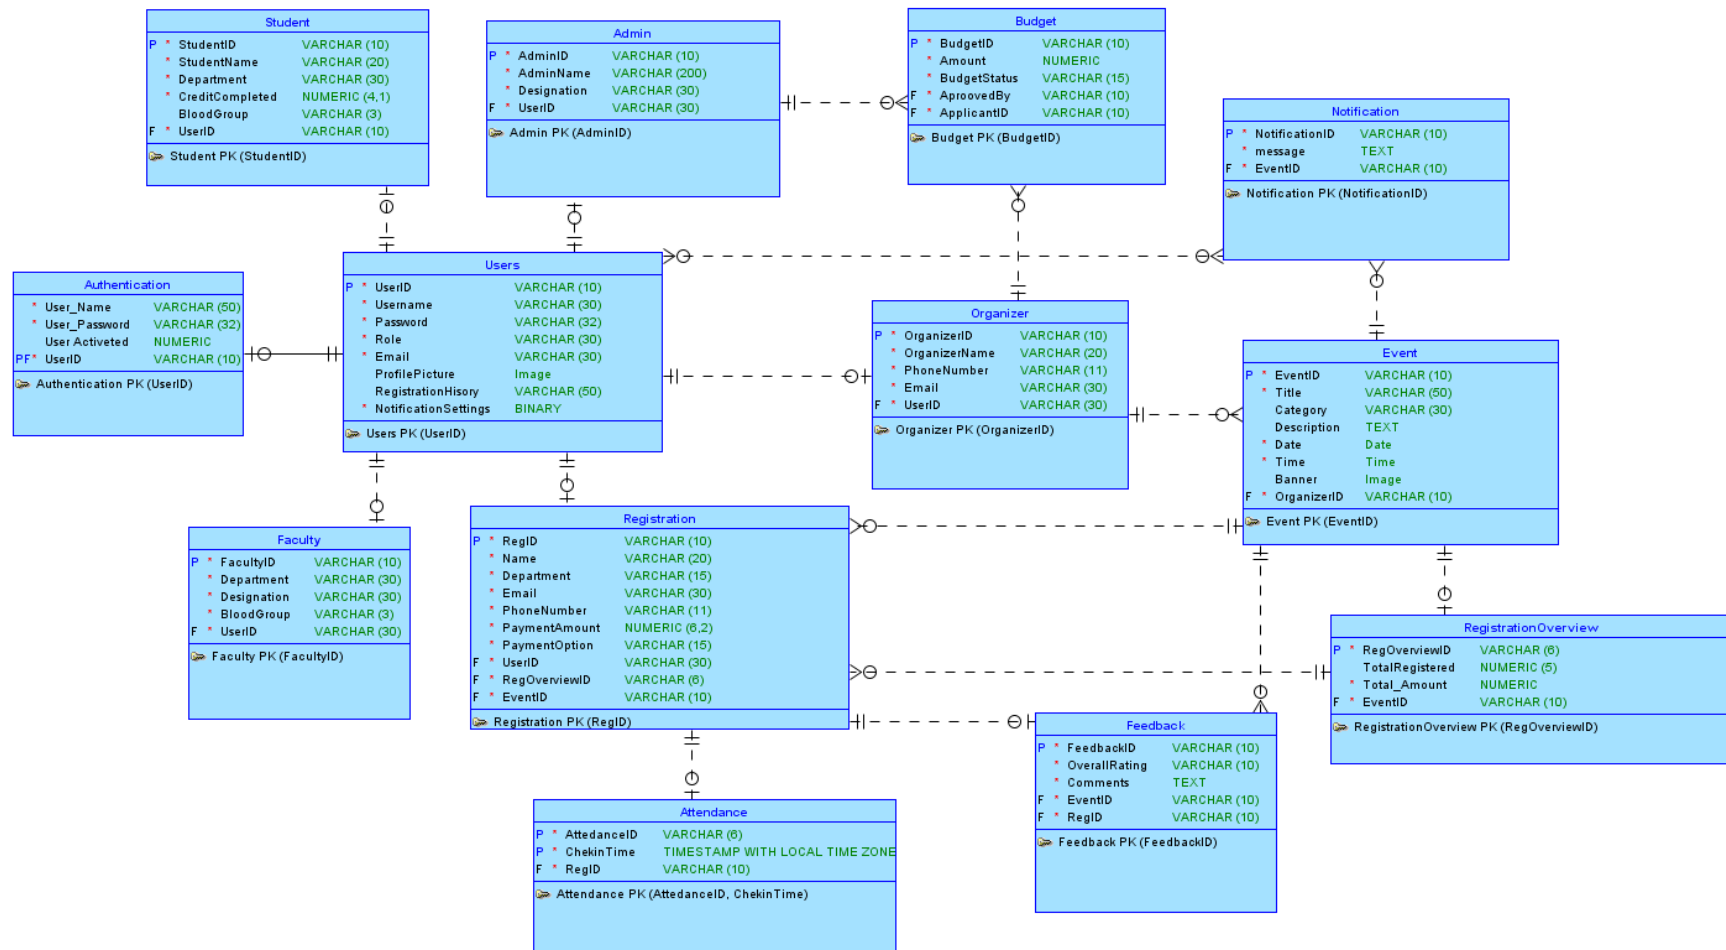 Student
P * StudentID VARCHAR (10)
* StudentName VARCHAR (20)
* Department VARCHAR (30)
* CreditCompleted NUMERIC (4,1)
BloodGroup VARCHAR (3)
F * UserID VARCHAR (10)
Student PK (StudentID)
Admin
P * AdminID VARCHAR (10)
* AdminName VARCHAR (200)
* Designation VARCHAR (30)
F * UserID VARCHAR (30)
Admin PK (AdminID)
Budget
P * BudgetID VARCHAR (10)
* Amount NUMERIC
* BudgetStatus VARCHAR (15)
F * AproovedBy VARCHAR (10)
F * ApplicantID VARCHAR (10)
Budget PK (BudgetID)
Notification
P * NotificationID VARCHAR (10)
* message TEXT
F * EventID VARCHAR (10)
Notification PK (NotificationID)
Authentication
* User_Name VARCHAR (50)
* User_Password VARCHAR (32)
User Activeted NUMERIC
PF* UserID VARCHAR (10)
Authentication PK (UserID)
Users
P * UserID VARCHAR (10)
* Username VARCHAR (30)
* Password VARCHAR (32)
* Role VARCHAR (30)
* Email VARCHAR (30)
ProfilePicture Image
RegistrationHisory VARCHAR (50)
* NotificationSettings BINARY
Users PK (UserID)
Organizer
P * OrganizerID VARCHAR (10)
* OrganizerName VARCHAR (20)
* PhoneNumber VARCHAR (11)
* Email VARCHAR (30)
F * UserID VARCHAR (30)
Organizer PK (OrganizerID)
Event
P * EventID VARCHAR (10)
* Title VARCHAR (50)
Category VARCHAR (30)
Description TEXT
* Date Date
* Time Time
Banner Image
F * OrganizerID VARCHAR (10)
Event PK (EventID)
Faculty
P * FacultyID VARCHAR (10)
* Department VARCHAR (30)
* Designation VARCHAR (30)
* BloodGroup VARCHAR (3)
F * UserID VARCHAR (30)
Faculty PK (FacultyID)
Registration
P * RegID VARCHAR (10)
* Name VARCHAR (20)
* Department VARCHAR (15)
* Email VARCHAR (30)
* PhoneNumber VARCHAR (11)
* PaymentAmount NUMERIC (6,2)
* PaymentOption VARCHAR (15)
F * UserID VARCHAR (30)
F * RegOverviewID VARCHAR (6)
F * EventID VARCHAR (10)
Registration PK (RegID)
RegistrationOverview
P * RegOverviewID VARCHAR (6)
TotalRegistered NUMERIC (5)
* Total_Amount NUMERIC
F * EventID VARCHAR (10)
RegistrationOverview PK (RegOverviewID)
Feedback
P * FeedbackID VARCHAR (10)
* OverallRating VARCHAR (10)
* Comments TEXT
F * EventID VARCHAR (10)
F * RegID VARCHAR (10)
Feedback PK (FeedbackID)
Attendance
P * AttedanceID VARCHAR (6)
P * ChekinTime TIMESTAMP WITH LOCAL TIME ZONE
F * RegID VARCHAR (10)
Attendance PK (AttedanceID, ChekinTime)